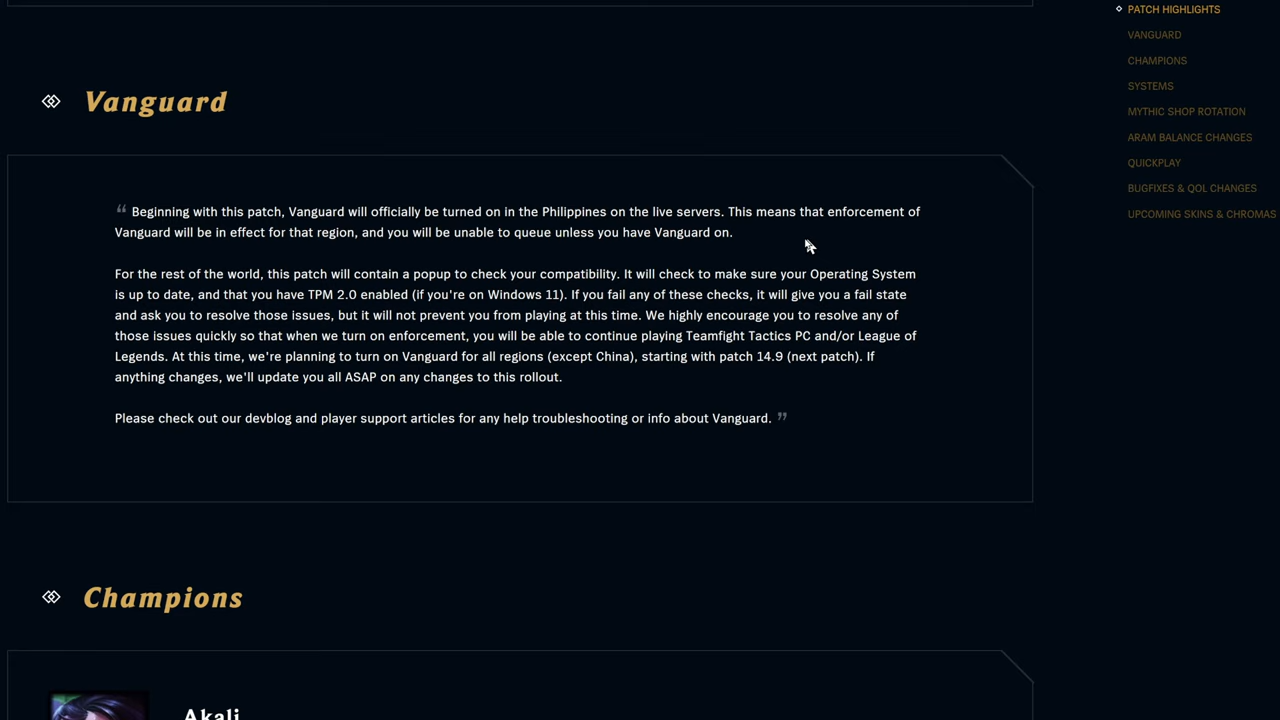 Vanguard
“ Beginning with this patch, Vanguard will officially be turned on in the Philippines on the live servers. This means that enforcement of
Vanguard will be in effect for that region, and you will be unable to queue unless you have Vanguard on.
For the rest of the world, this patch will contain a popup to check your compatibility. It will check to make sure your Operating System
is up to date, and that you have TPM 2.0 enabled (if you're on Windows 11). If you fail any of these checks, it will give you a fail state
and ask you to resolve those issues, but it will not prevent you from playing at this time. We highly encourage you to resolve any of
those issues quickly so that when we turn on enforcement, you will be able to continue playing Teamfight Tactics PC and/or League of
Legends. At this time, we're planning to turn on Vanguard for all regions (except China), starting with patch 14.9 (next patch). If
anything changes, we'll update you all ASAP on any changes to this rollout.
Please check out our devblog and player support articles for any help troubleshooting or info about Vanguard. ”
Champions
Akali
PATCH HIGHLIGHTS
VANGUARD
CHAMPIONS
SYSTEMS
MYTHIC SHOP ROTATION
ARAM BALANCE CHANGES
QUICKPLAY
BUGFIXES & QOL CHANGES
UPCOMING SKINS & CHROMAS